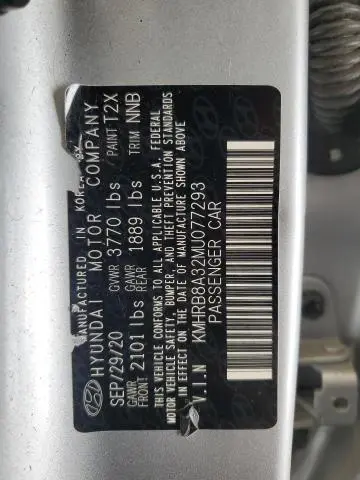 MANUFACTURED IN KOREA BY
HYUNDAI MOTOR COMPANY
SEP/29/20 GVWR 3770 lbs PAINT T2X
GAWR FRONT 2101lbs GAWR REAR 1889 lbs TRIM NNB
THIS VEHICLE CONFORMS TO ALL APPLICABLE U.S.A. FEDERAL
MOTOR VEHICLE SAFETY, BUMPER, AND THEFT PREVENTION STANDARDS
IN EFFECT ON THE DATE OF MANUFACTURE SHOWN ABOVE
V.I.N KMHRB8A32MU077293
PASSENGER CAR